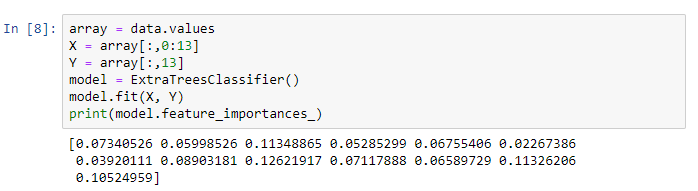 In [8]: array = data.values
X = array[:,0:13]
Y = array[:,13]
model = ExtraTreesClassifier()
model.fit(X, Y)
print(model.feature_importances_)
[0.07340526 0.05998526 0.11348865 0.05285299 0.06755406 0.02267386
0.03920111 0.08903181 0.12621917 0.07117888 0.06589729 0.11326206
0.10524959]